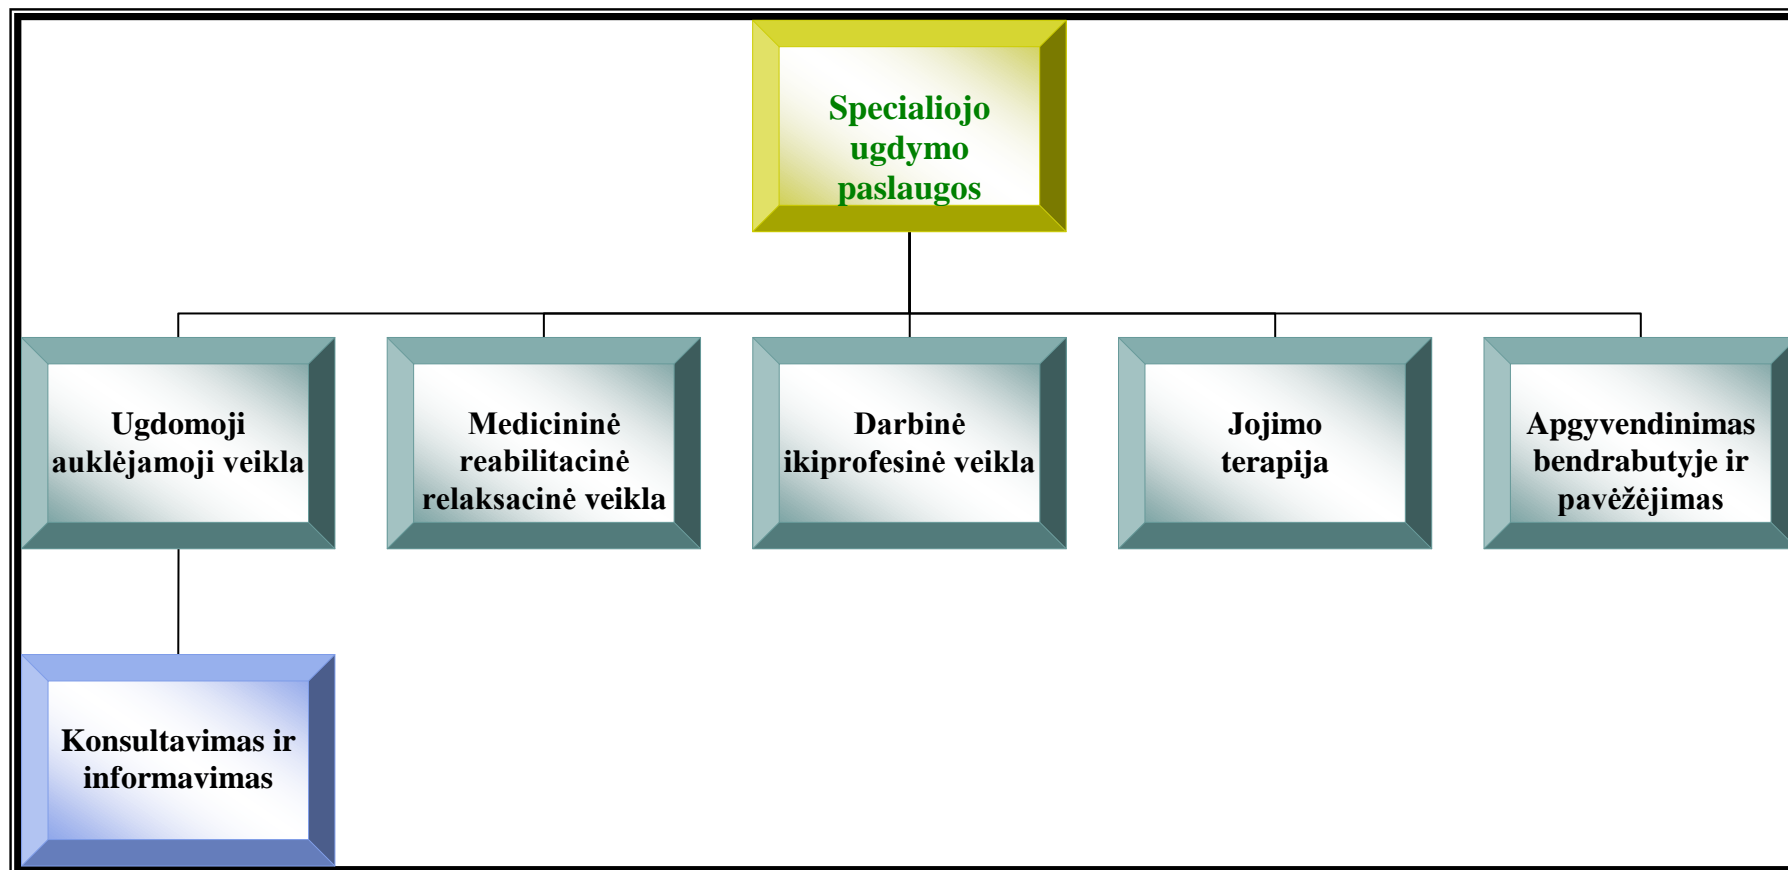 Specialiojo
ugdymo
paslaugos
Ugdomoji
auklėjamoji veikla
Medicininė
reabilitacinė
relaksacinė veikla
Darbinė
ikiprofesinė veikla
Jojimo
terapija
Apgyvendinimas
bendrabutyje ir
pavėžėjimas
Konsultavimas ir
informavimas